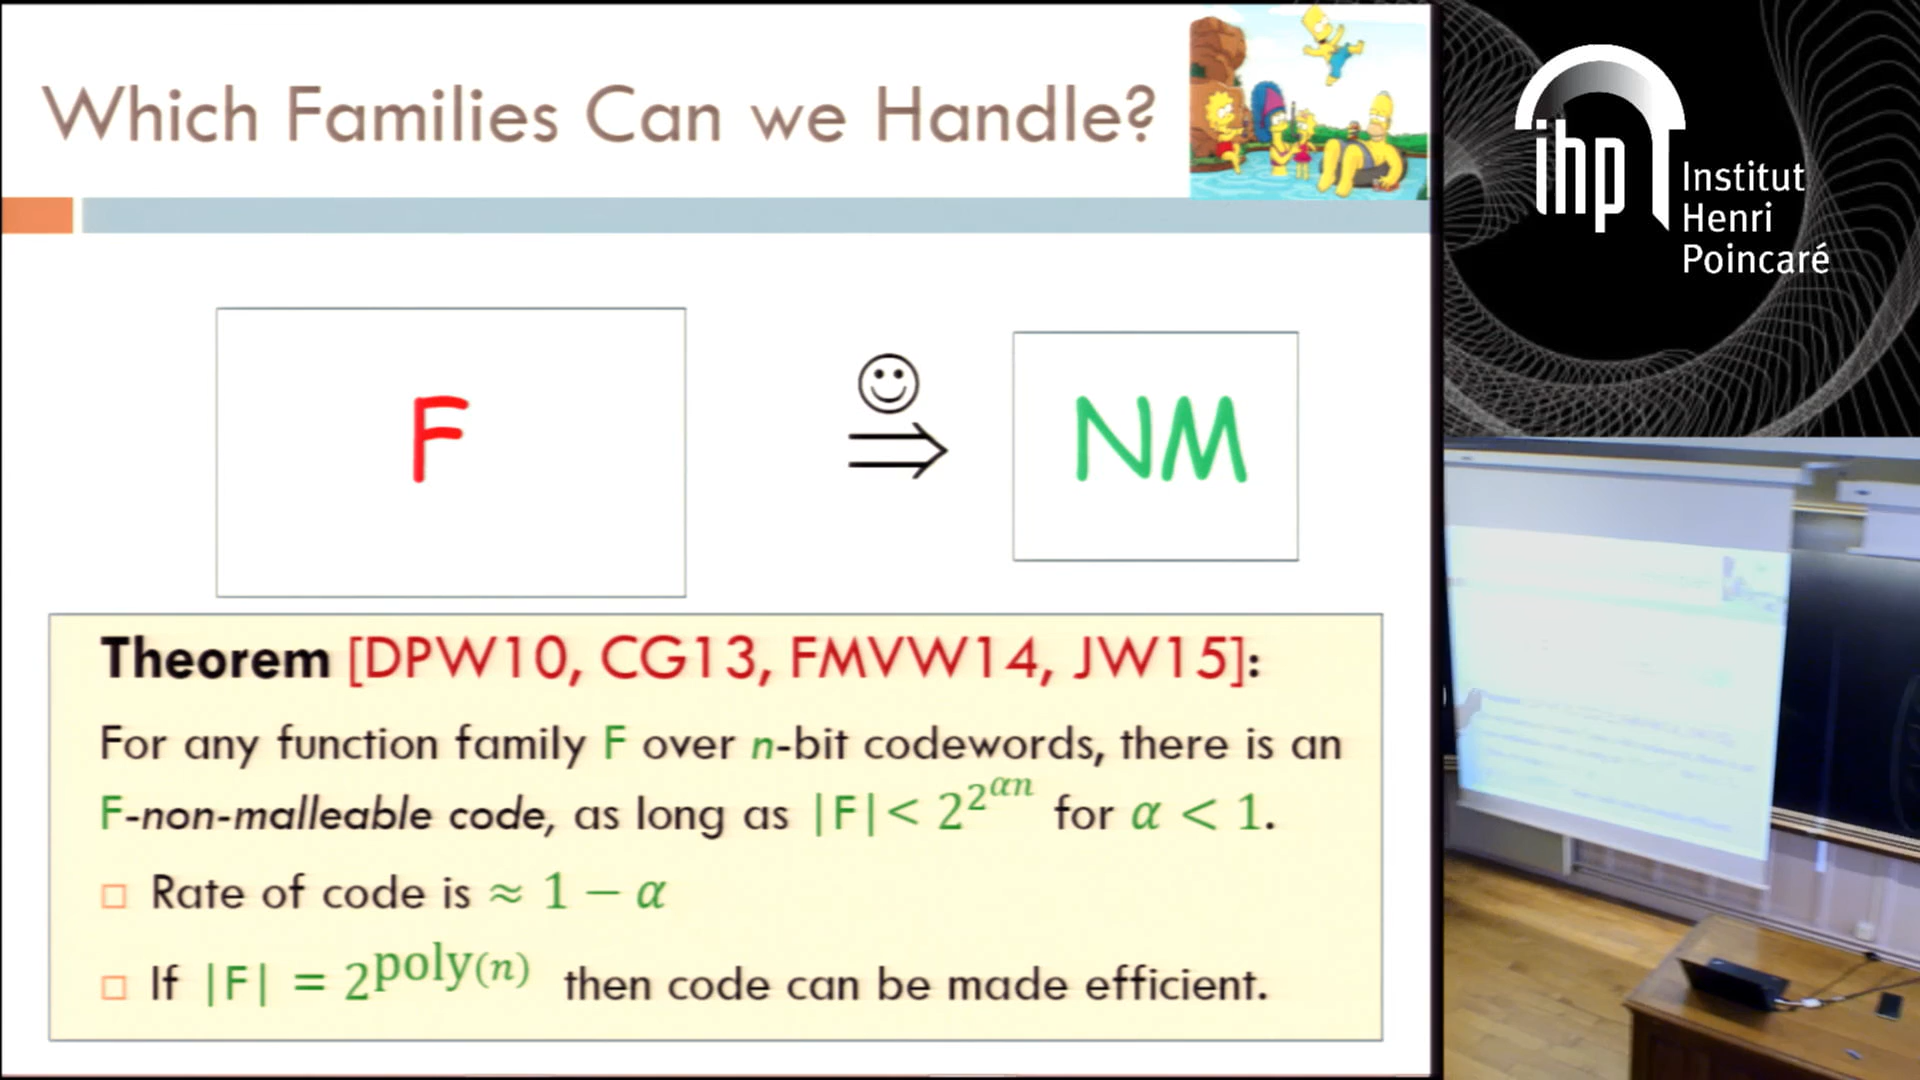 Which Families Can we Handle?
F
⇒
NM
Theorem [DPW10, CG13, FMVW14, JW15]:
For any function family F over n-bit codewords, there is an
F-non-malleable code, as long as |F| < 2^{2^{αn}} for α < 1.
Rate of code is ≈ 1 − α
If |F| = 2^{poly(n)} then code can be made efficient.
ihp
Institut
Henri
Poincaré